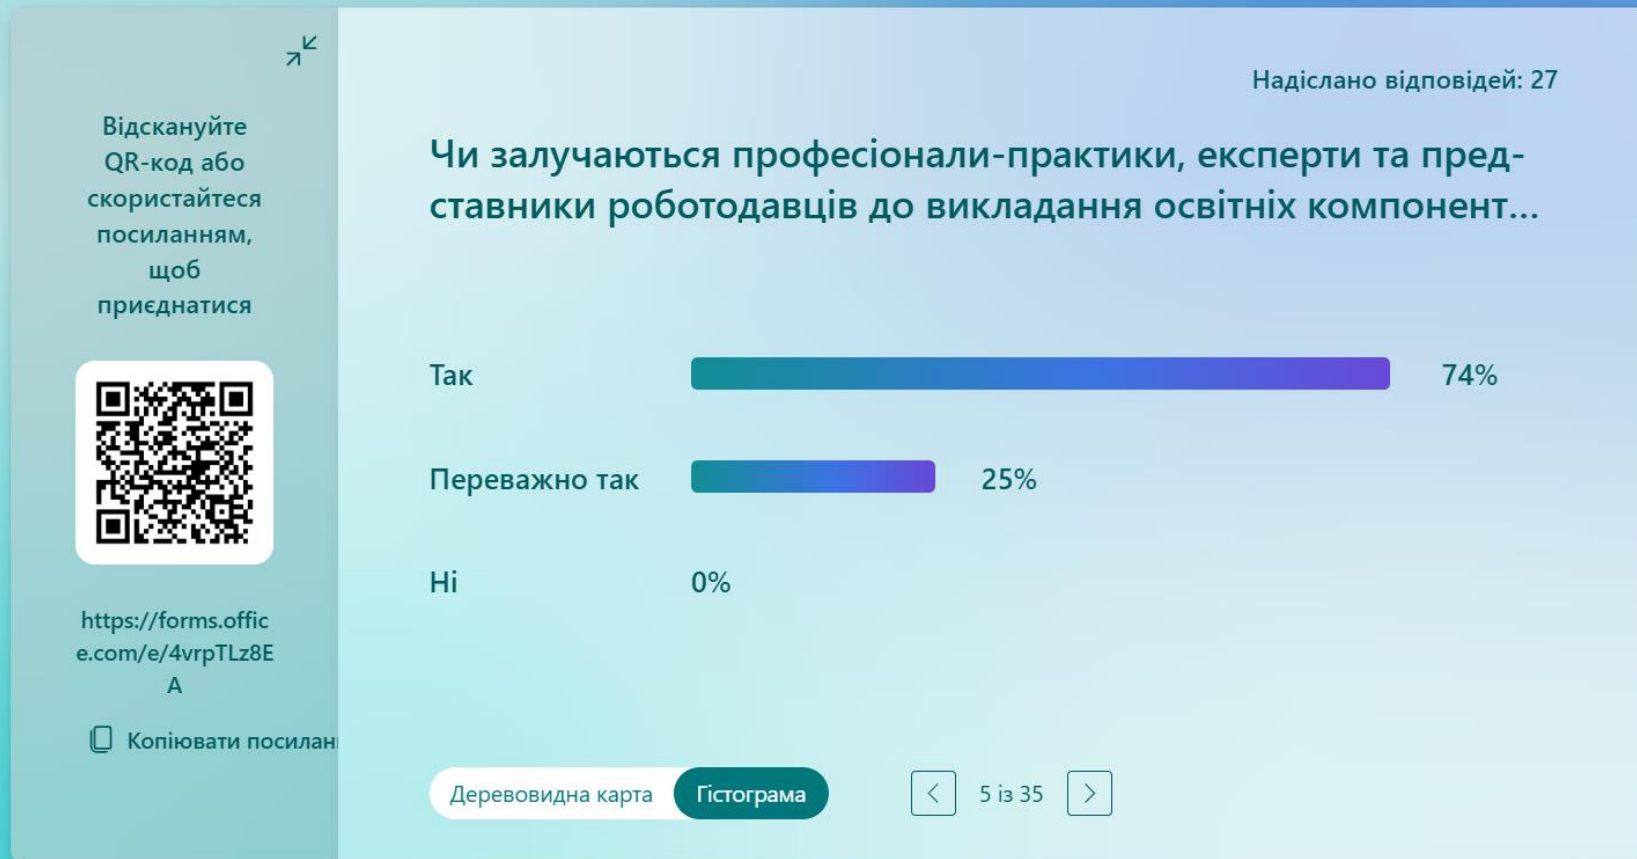 Відскануйте
QR-код або
скористайтеся
посиланням,
щоб
приєднатися
https://forms.offic
e.com/e/4vrpTLz8E
A
Копіювати посилан
Надіслано відповідей: 27
Чи залучаються професіонали-практики, експерти та пред-
ставники роботодавців до викладання освітніх компонент...
Так 74%
Переважно так 25%
Ні 0%
Деревовидна карта Гістограма 5 із 35